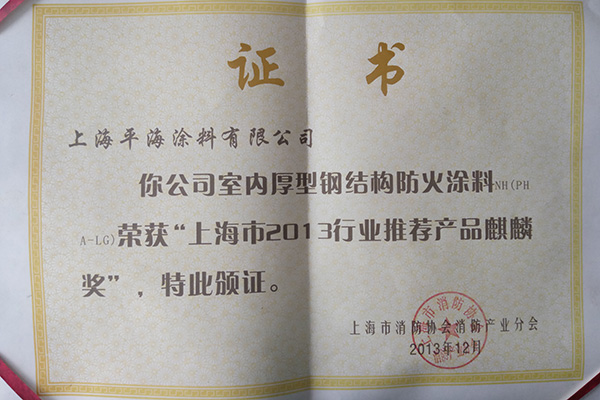 证 书
上海平海涂料有限公司
你公司室内厚型钢结构防火涂料NH(PH
A-LG)荣获“上海市2013行业推荐产品麒麟
奖”，特此颁证。
上海市消防协会消防产业分会
2013年12月